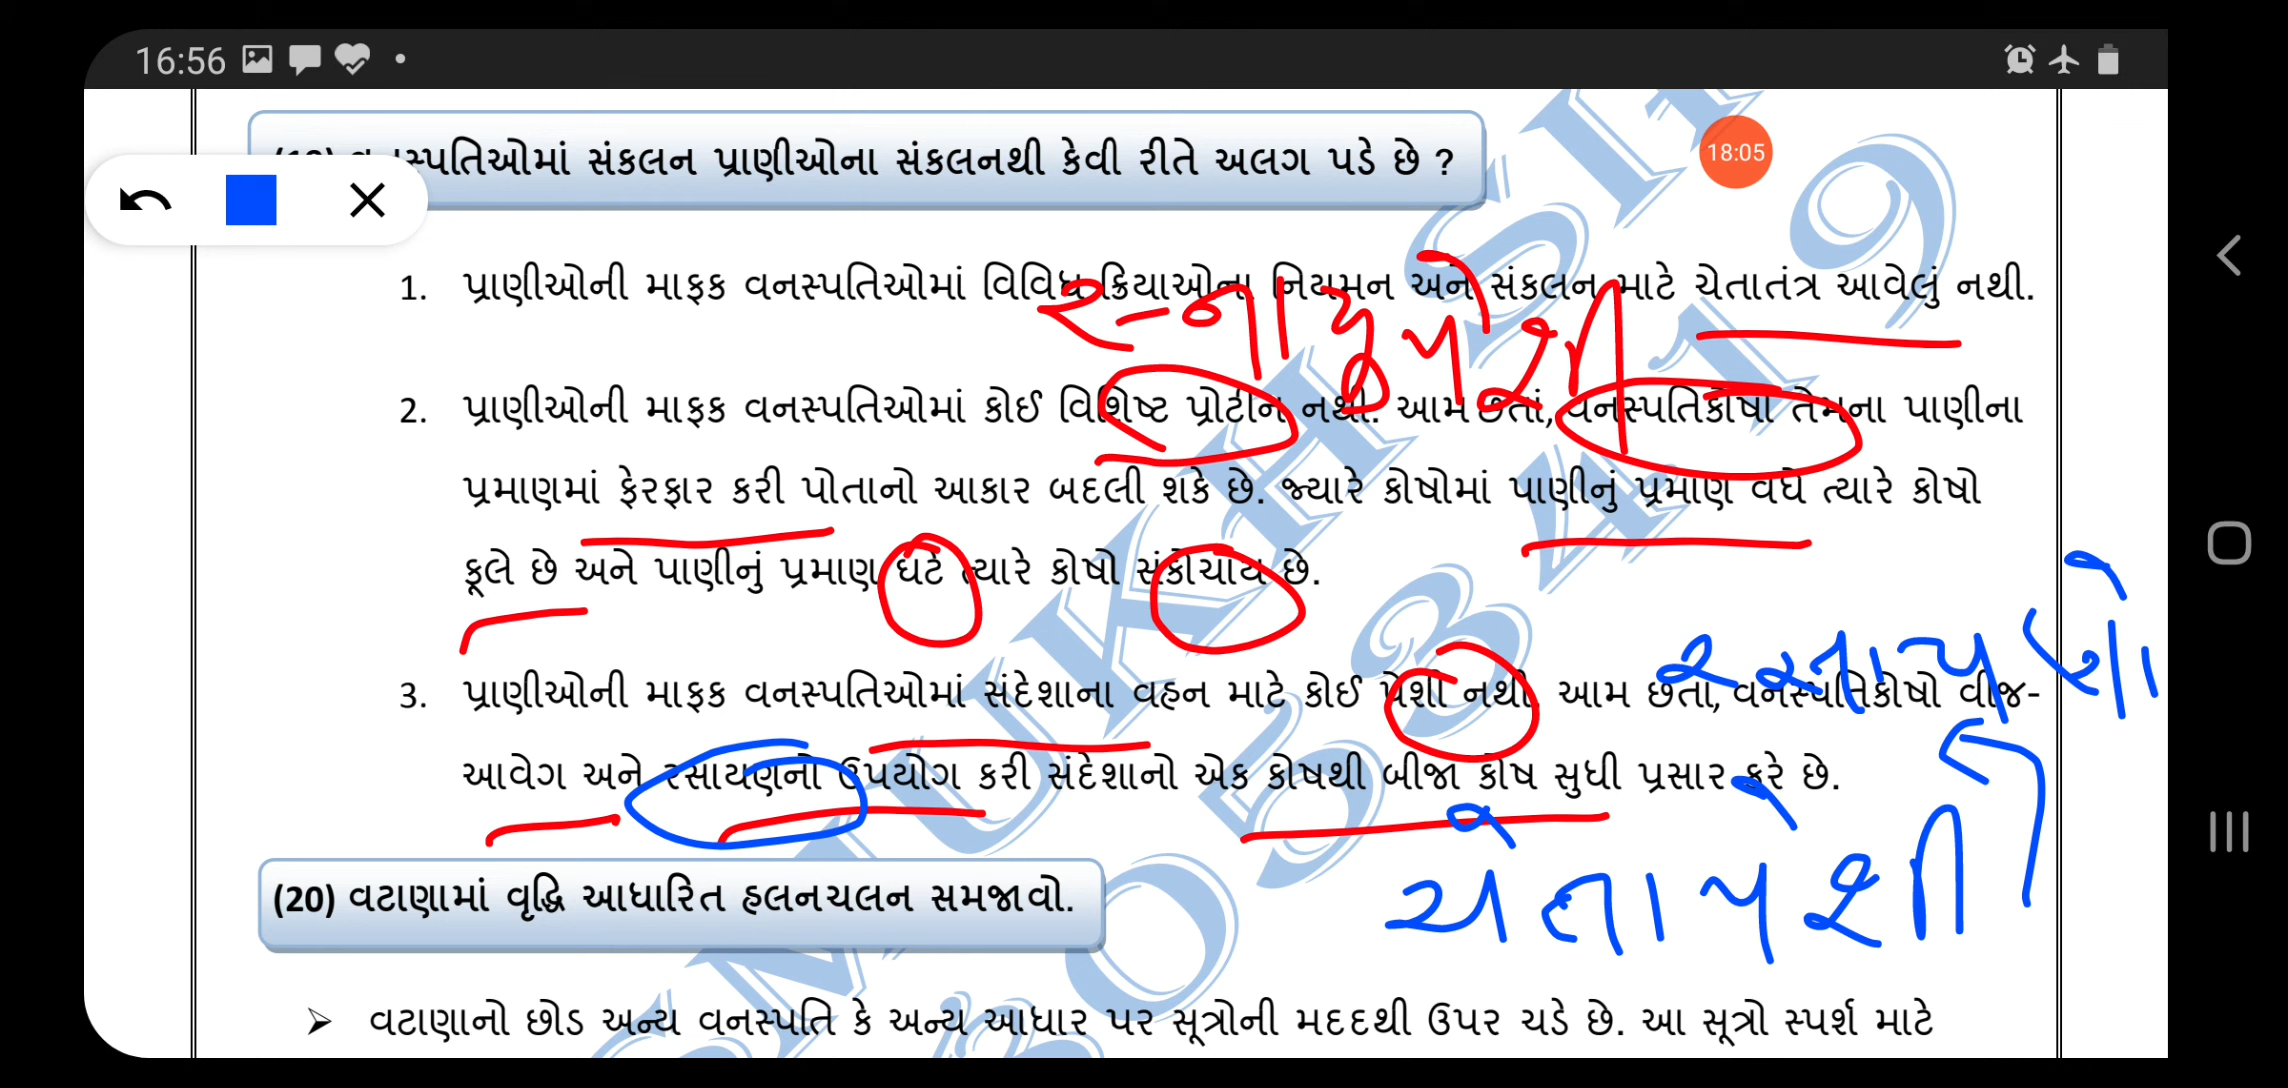 16:56
18:05
વનસ્પતિઓમાં સંકલન પ્રાણીઓના સંકલનથી કેવી રીતે અલગ પડે છે ?
1. પ્રાણીઓની માફક વનસ્પતિઓમાં વિવિધ ક્રિયાઓના નિયમન અને સંકલન માટે ચેતાતંત્ર આવેલું નથી.
સ્નાયુપેશી
2. પ્રાણીઓની માફક વનસ્પતિઓમાં કોઈ વિશિષ્ટ પ્રોટીન નથી. આમ છતાં, વનસ્પતિકોષો તેમના પાણીના
પ્રમાણમાં ફેરફાર કરી પોતાનો આકાર બદલી શકે છે. જ્યારે કોષોમાં પાણીનું પ્રમાણ વધે ત્યારે કોષો
ફૂલે છે અને પાણીનું પ્રમાણ ઘટે ત્યારે કોષો સંકોચાય છે.
3. પ્રાણીઓની માફક વનસ્પતિઓમાં સંદેશાના વહન માટે કોઈ પેશી નથી. આમ છતાં, વનસ્પતિકોષો વીજ-
આવેગ અને રસાયણનો ઉપયોગ કરી સંદેશાનો એક કોષથી બીજા કોષ સુધી પ્રસાર કરે છે.
ચેતાપેશી
(20) વટાણામાં વૃદ્ધિ આધારિત હલનચલન સમજાવો.
➢ વટાણાનો છોડ અન્ય વનસ્પતિ કે અન્ય આધાર પર સૂત્રોની મદદથી ઉપર ચડે છે. આ સૂત્રો સ્પર્શ માટે